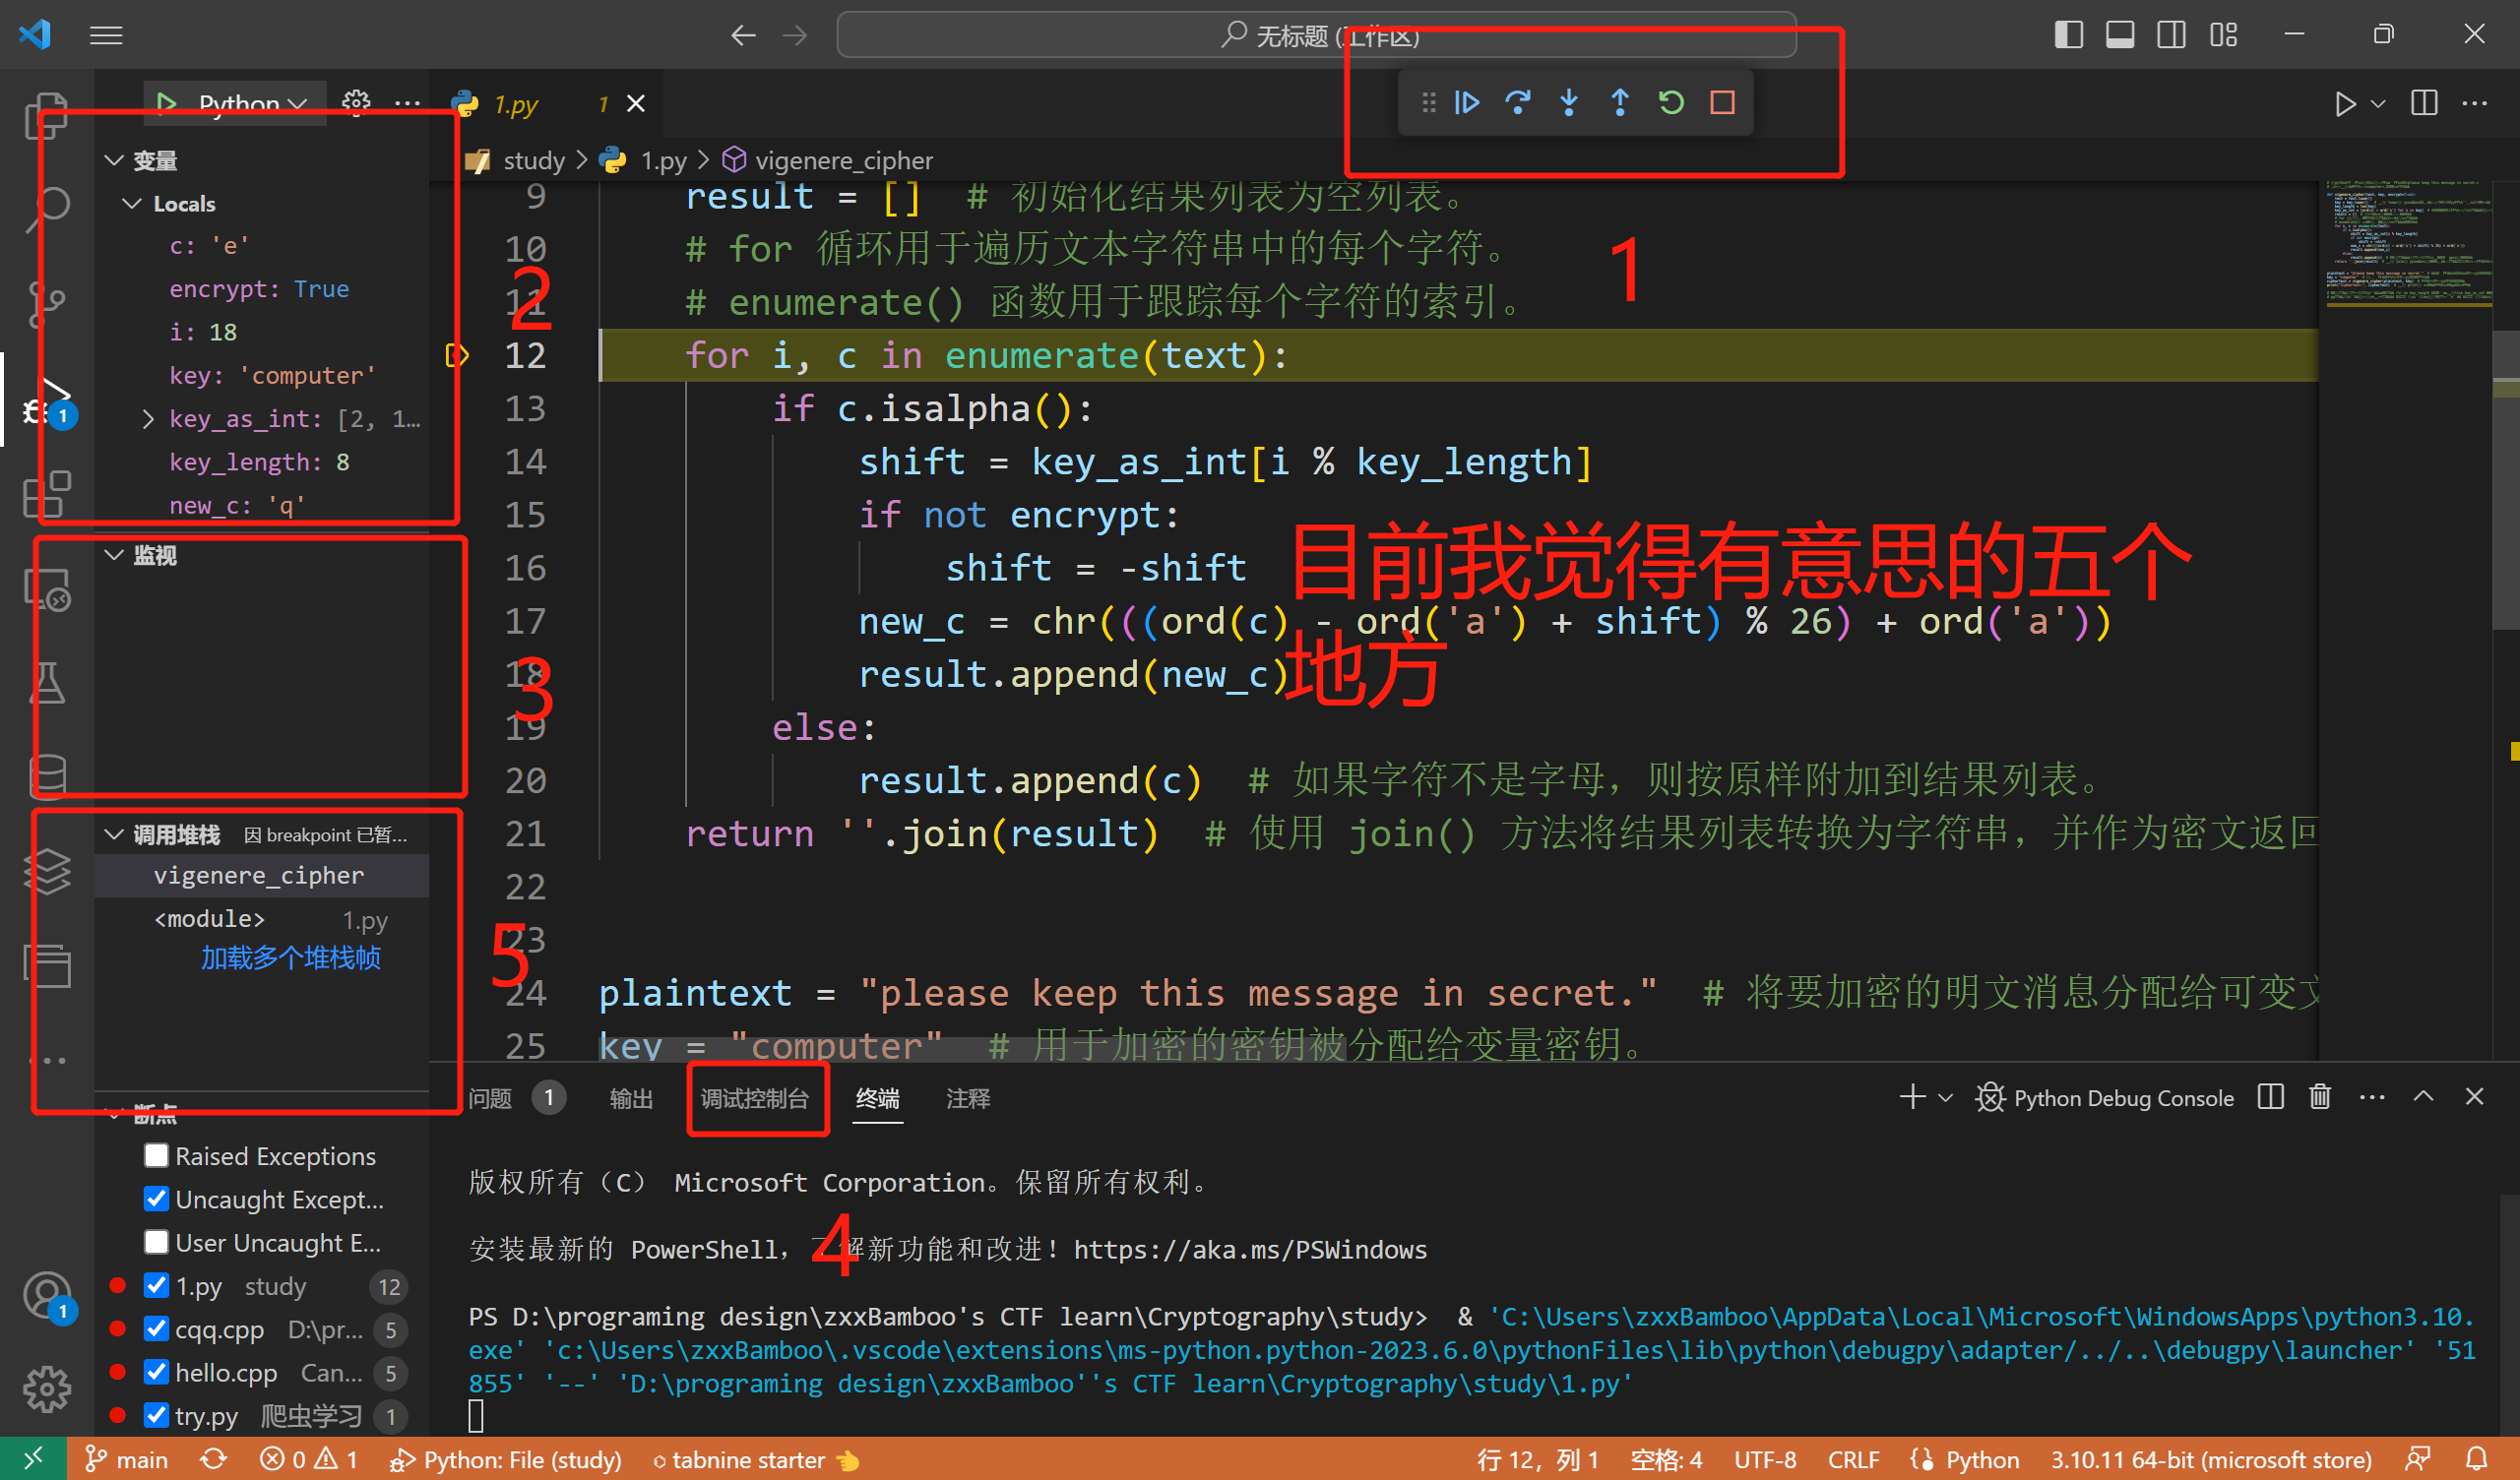 无标题 (工作区)
Python
1.py 1
study > 1.py > vigenere_cipher
变量
Locals
c: 'e'
encrypt: True
i: 18
key: 'computer'
key_as_int: [2, 1…
key_length: 8
new_c: 'q'
监视
调用堆栈 因 breakpoint 已暂…
vigenere_cipher
<module> 1.py
加载多个堆栈帧
断点
Raised Exceptions
Uncaught Except…
User Uncaught E…
1.py study 12
cqq.cpp D:\pr… 5
hello.cpp Can… 5
try.py 爬虫学习 1
1
1
9 result = [] # 初始化结果列表为空列表。
10 # for 循环用于遍历文本字符串中的每个字符。
11 # enumerate() 函数用于跟踪每个字符的索引。
12 for i, c in enumerate(text):
13 if c.isalpha():
14 shift = key_as_int[i % key_length]
15 if not encrypt:
16 shift = -shift
17 new_c = chr(((ord(c) - ord('a') + shift) % 26) + ord('a'))
18 result.append(new_c)
19 else:
20 result.append(c) # 如果字符不是字母，则按原样附加到结果列表。
21 return ''.join(result) # 使用 join() 方法将结果列表转换为字符串，并作为密文返回
22
23
24 plaintext = "please keep this message in secret." # 将要加密的明文消息分配给可变文
25 key = "computer" # 用于加密的密钥被分配给变量密钥。
1
2
3
4
5
目前我觉得有意思的五个
地方
问题 1 输出 调试控制台 终端 注释
Python Debug Console
版权所有（C） Microsoft Corporation。保留所有权利。
安装最新的 PowerShell，了解新功能和改进！https://aka.ms/PSWindows
PS D:\programing design\zxxBamboo's CTF learn\Cryptography\study> & 'C:\Users\zxxBamboo\AppData\Local\Microsoft\WindowsApps\python3.10.
exe' 'c:\Users\zxxBamboo\.vscode\extensions\ms-python.python-2023.6.0\pythonFiles\lib\python\debugpy\adapter/../..\debugpy\launcher' '51
855' '--' 'D:\programing design\zxxBamboo''s CTF learn\Cryptography\study\1.py'
main 0 1 Python: File (study) tabnine starter 行 12，列 1 空格: 4 UTF-8 CRLF Python 3.10.11 64-bit (microsoft store)